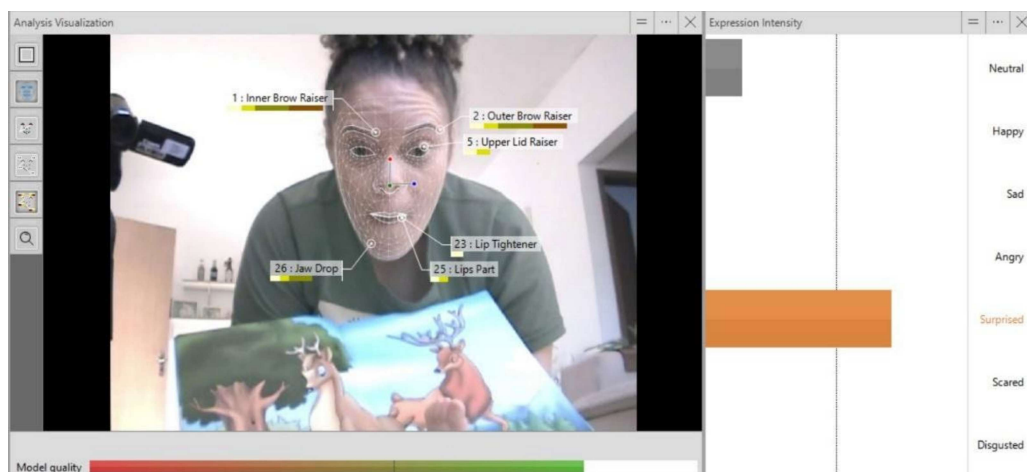 Analysis Visualization
Expression Intensity
1 : Inner Brow Raiser
2 : Outer Brow Raiser
5 : Upper Lid Raiser
23 : Lip Tightener
26 : Jaw Drop
25 : Lips Part
Model quality
Neutral
Happy
Sad
Angry
Surprised
Scared
Disgusted